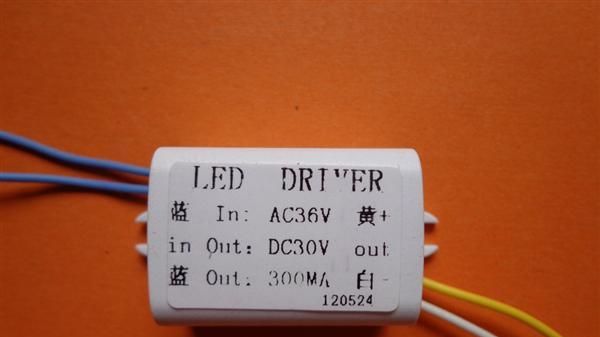 LED DRIVER
蓝 In: AC36V 黄+
in Out: DC30V out
蓝 Out: 300MA 白-
120524